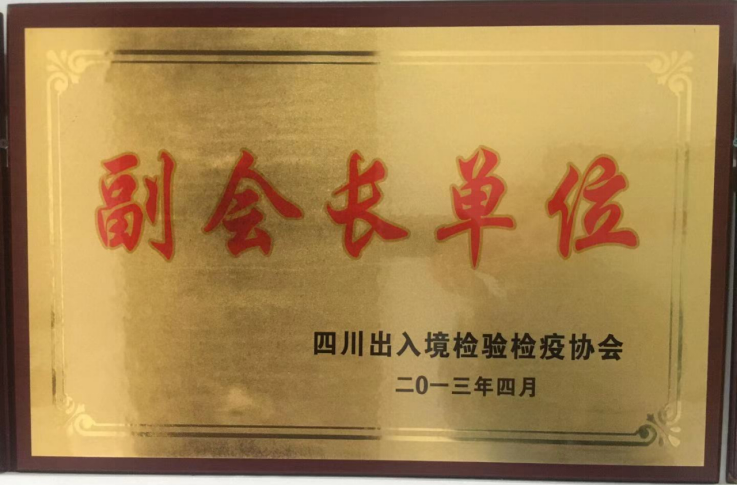 副会长单位
四川出入境检验检疫协会
二0一三年四月